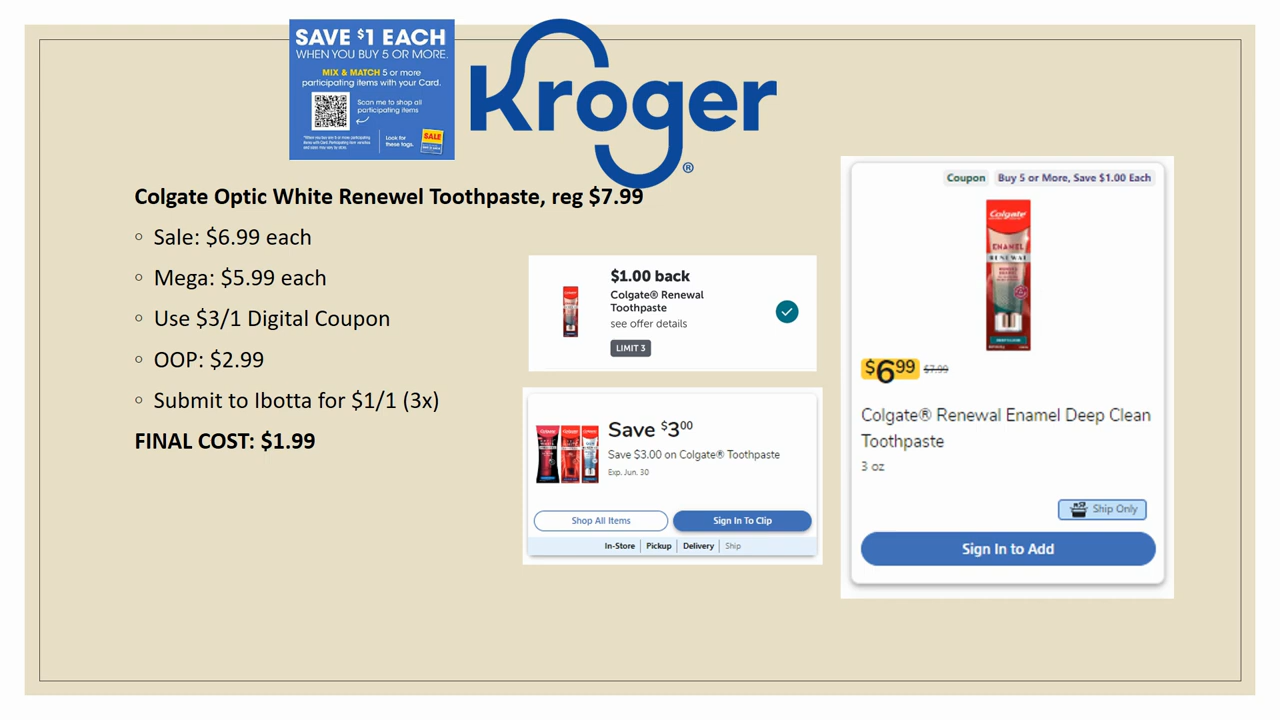 SAVE $1 EACH
WHEN YOU BUY 5 OR MORE.
MIX & MATCH 5 or more
participating items with your Card.
Scan me to shop all
participating items
Look for
these tags.
SALE
Kroger
®
Colgate Optic White Renewel Toothpaste, reg $7.99
◦ Sale: $6.99 each
◦ Mega: $5.99 each
◦ Use $3/1 Digital Coupon
◦ OOP: $2.99
◦ Submit to Ibotta for $1/1 (3x)
FINAL COST: $1.99
$1.00 back
Colgate® Renewal
Toothpaste
see offer details
LIMIT 3
Save $300
Save $3.00 on Colgate® Toothpaste
Exp. Jun. 30
Shop All Items
Sign In To Clip
In-Store | Pickup | Delivery | Ship
Coupon Buy 5 or More, Save $1.00 Each
Colgate
ENAMEL
RENEWAL
$699 $7.99
Colgate® Renewal Enamel Deep Clean
Toothpaste
3 oz
Ship Only
Sign In to Add